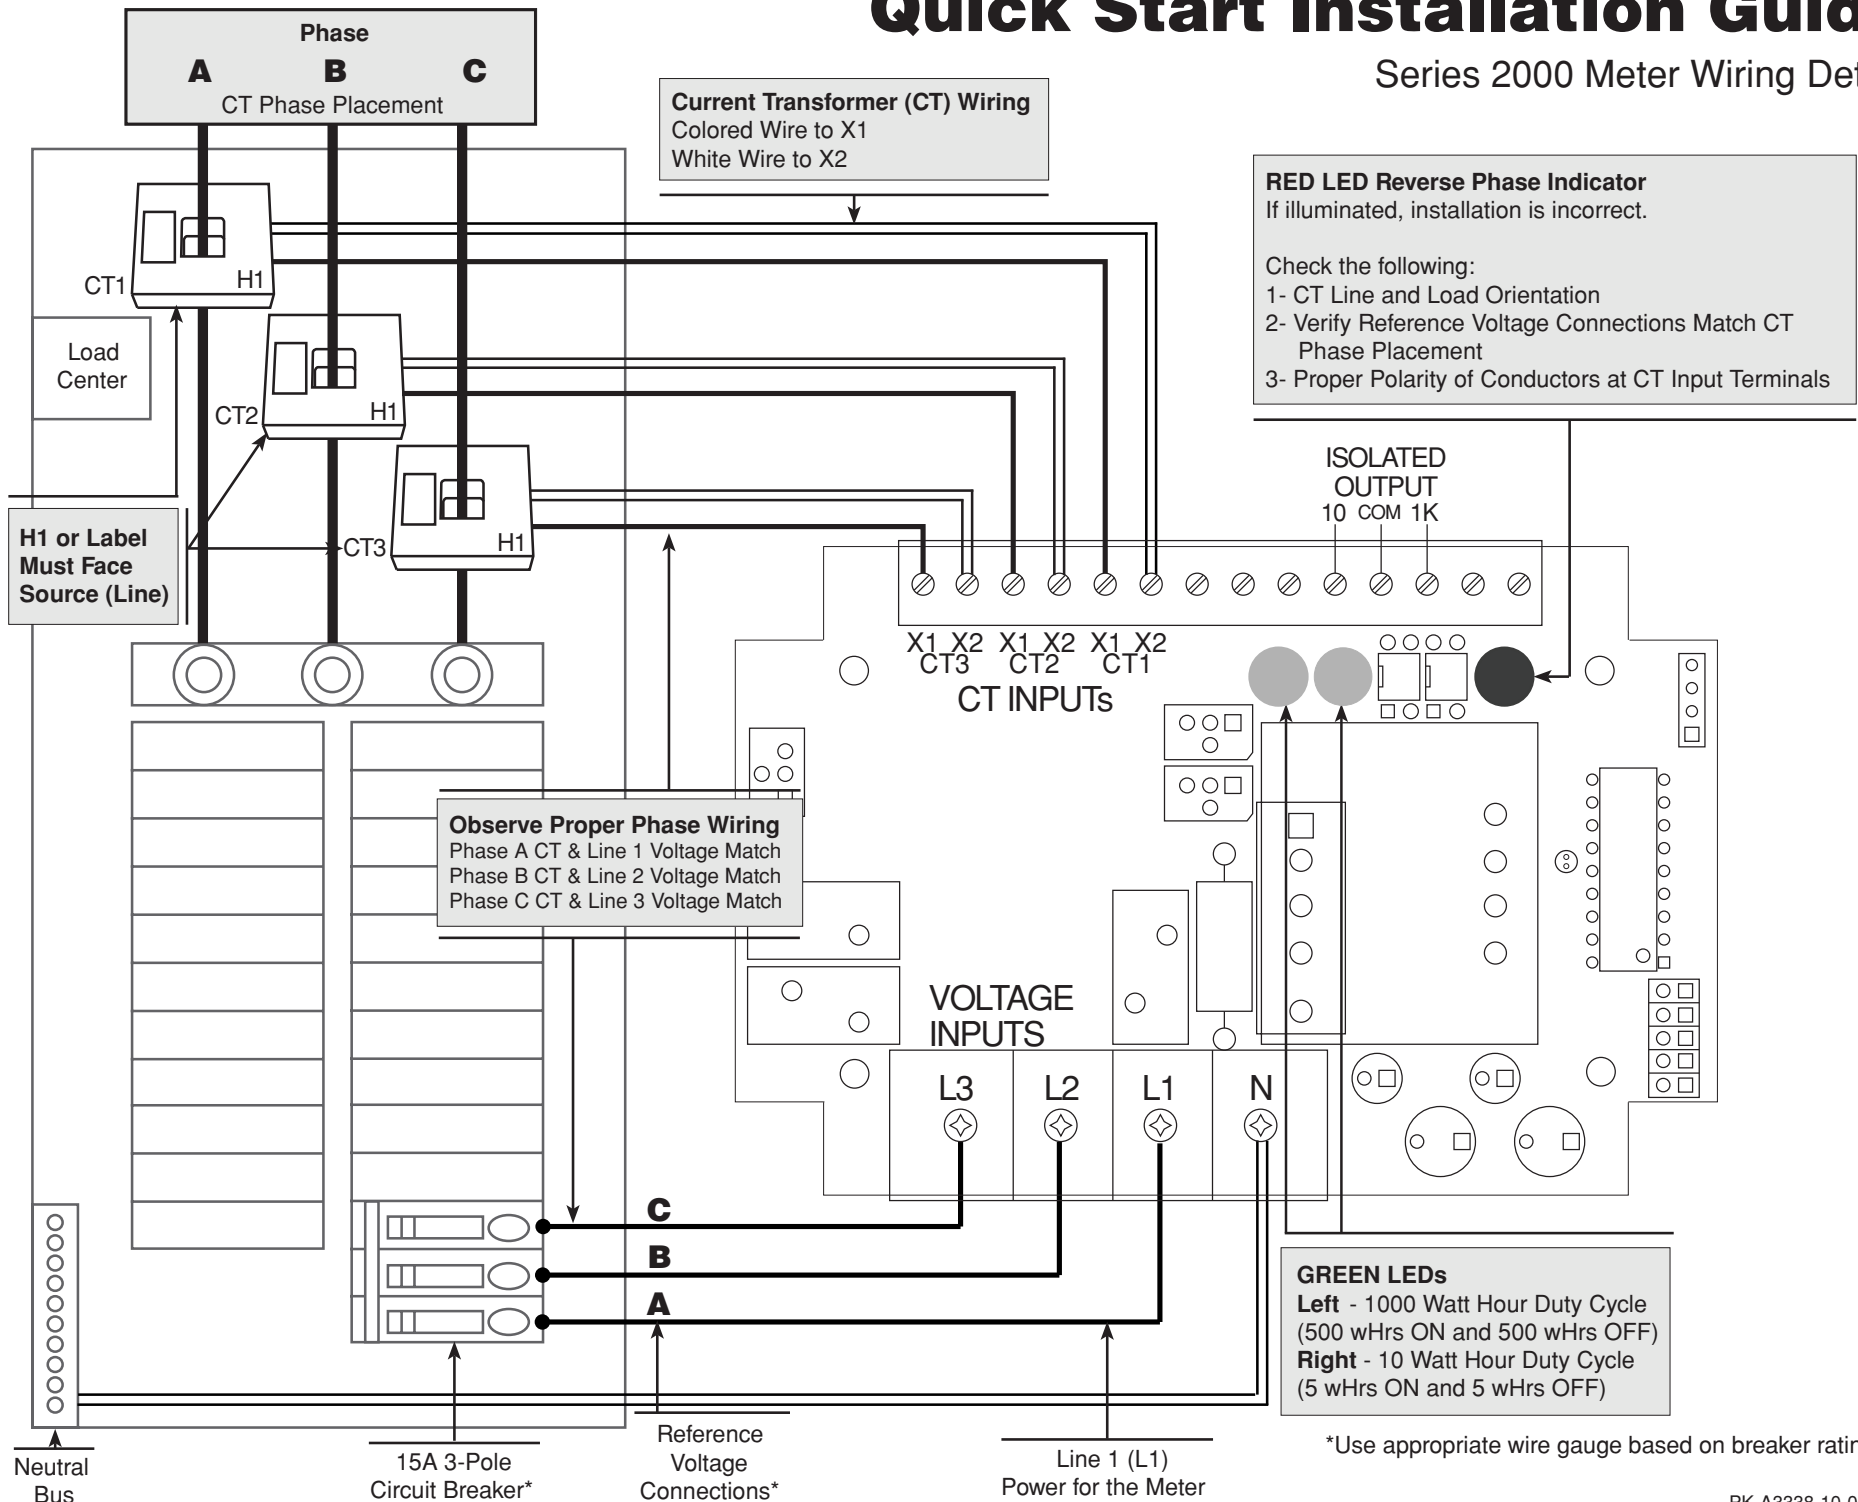 Quick Start Installation Guid
Series 2000 Meter Wiring Det
Phase
A B C
CT Phase Placement
Current Transformer (CT) Wiring
Colored Wire to X1
White Wire to X2
RED LED Reverse Phase Indicator
If illuminated, installation is incorrect.
Check the following:
1- CT Line and Load Orientation
2- Verify Reference Voltage Connections Match CT
Phase Placement
3- Proper Polarity of Conductors at CT Input Terminals
CT1
H1
Load
Center
CT2
H1
CT3
H1
H1 or Label
Must Face
Source (Line)
ISOLATED
OUTPUT
10 COM 1K
X1 X2 X1 X2 X1 X2
CT3 CT2 CT1
CT INPUTs
Observe Proper Phase Wiring
Phase A CT & Line 1 Voltage Match
Phase B CT & Line 2 Voltage Match
Phase C CT & Line 3 Voltage Match
VOLTAGE
INPUTS
L3 L2 L1 N
C
B
A
GREEN LEDs
Left - 1000 Watt Hour Duty Cycle
(500 wHrs ON and 500 wHrs OFF)
Right - 10 Watt Hour Duty Cycle
(5 wHrs ON and 5 wHrs OFF)
Neutral
Bus
15A 3-Pole
Circuit Breaker*
Reference
Voltage
Connections*
Line 1 (L1)
Power for the Meter
*Use appropriate wire gauge based on breaker ratin